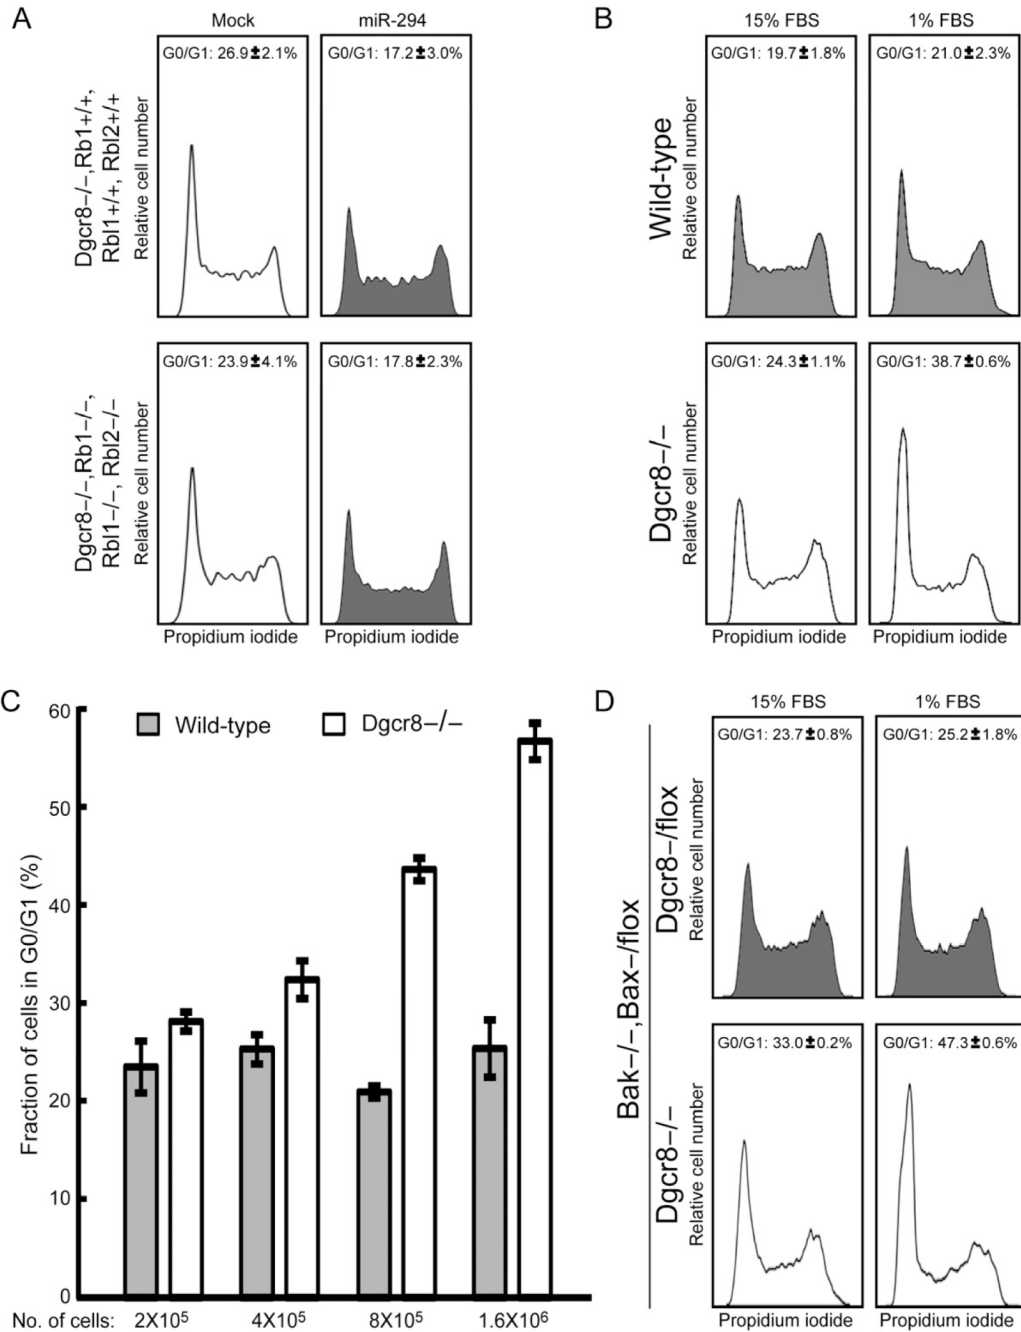 A
Mock
miR-294
Dgcr8−/−,Rb1+/+,
Rbl1+/+, Rbl2+/+
Relative cell number
G0/G1: 26.9±2.1%
G0/G1: 17.2±3.0%
Dgcr8−/−,Rb1−/−,
Rbl1−/−, Rbl2−/−
Relative cell number
G0/G1: 23.9±4.1%
G0/G1: 17.8±2.3%
Propidium iodide
Propidium iodide
B
15% FBS
1% FBS
Wild-type
Relative cell number
G0/G1: 19.7±1.8%
G0/G1: 21.0±2.3%
Dgcr8−/−
Relative cell number
G0/G1: 24.3±1.1%
G0/G1: 38.7±0.6%
Propidium iodide
Propidium iodide
C
Wild-type
Dgcr8−/−
Fraction of cells in G0/G1 (%)
60
50
40
30
20
10
0
No. of cells: 2X10⁵ 4X10⁵ 8X10⁵ 1.6X10⁶
D
15% FBS
1% FBS
Bak−/−,Bax−/flox
Dgcr8−/flox
Relative cell number
G0/G1: 23.7±0.8%
G0/G1: 25.2±1.8%
Dgcr8−/−
Relative cell number
G0/G1: 33.0±0.2%
G0/G1: 47.3±0.6%
Propidium iodide
Propidium iodide